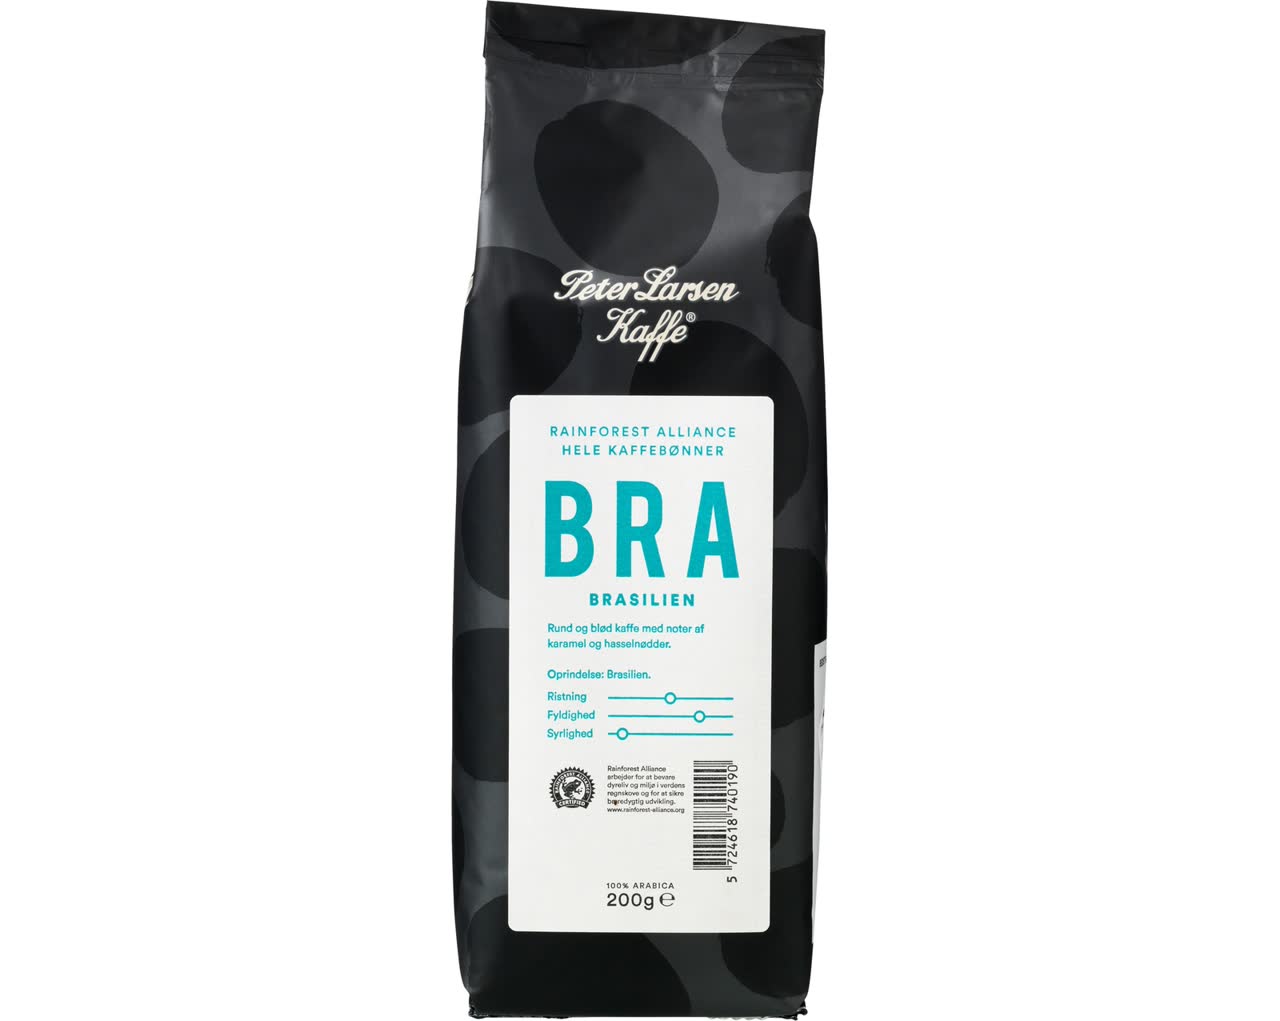 Peter Larsen
Kaffe®
RAINFOREST ALLIANCE
HELE KAFFEBØNNER
BRA
BRASILIEN
Rund og blød kaffe med noter af
karamel og hasselnødder.
Oprindelse: Brasilien.
Ristning
Fyldighed
Syrlighed
RAINFOREST ALLIANCE
CERTIFIED
Rainforest Alliance
arbejder for at bevare
dyreliv og miljø i verdens
regnskove og for at sikre
bæredygtig udvikling.
www.rainforest-alliance.org
5 724618 740190
100% ARABICA
200g ℮